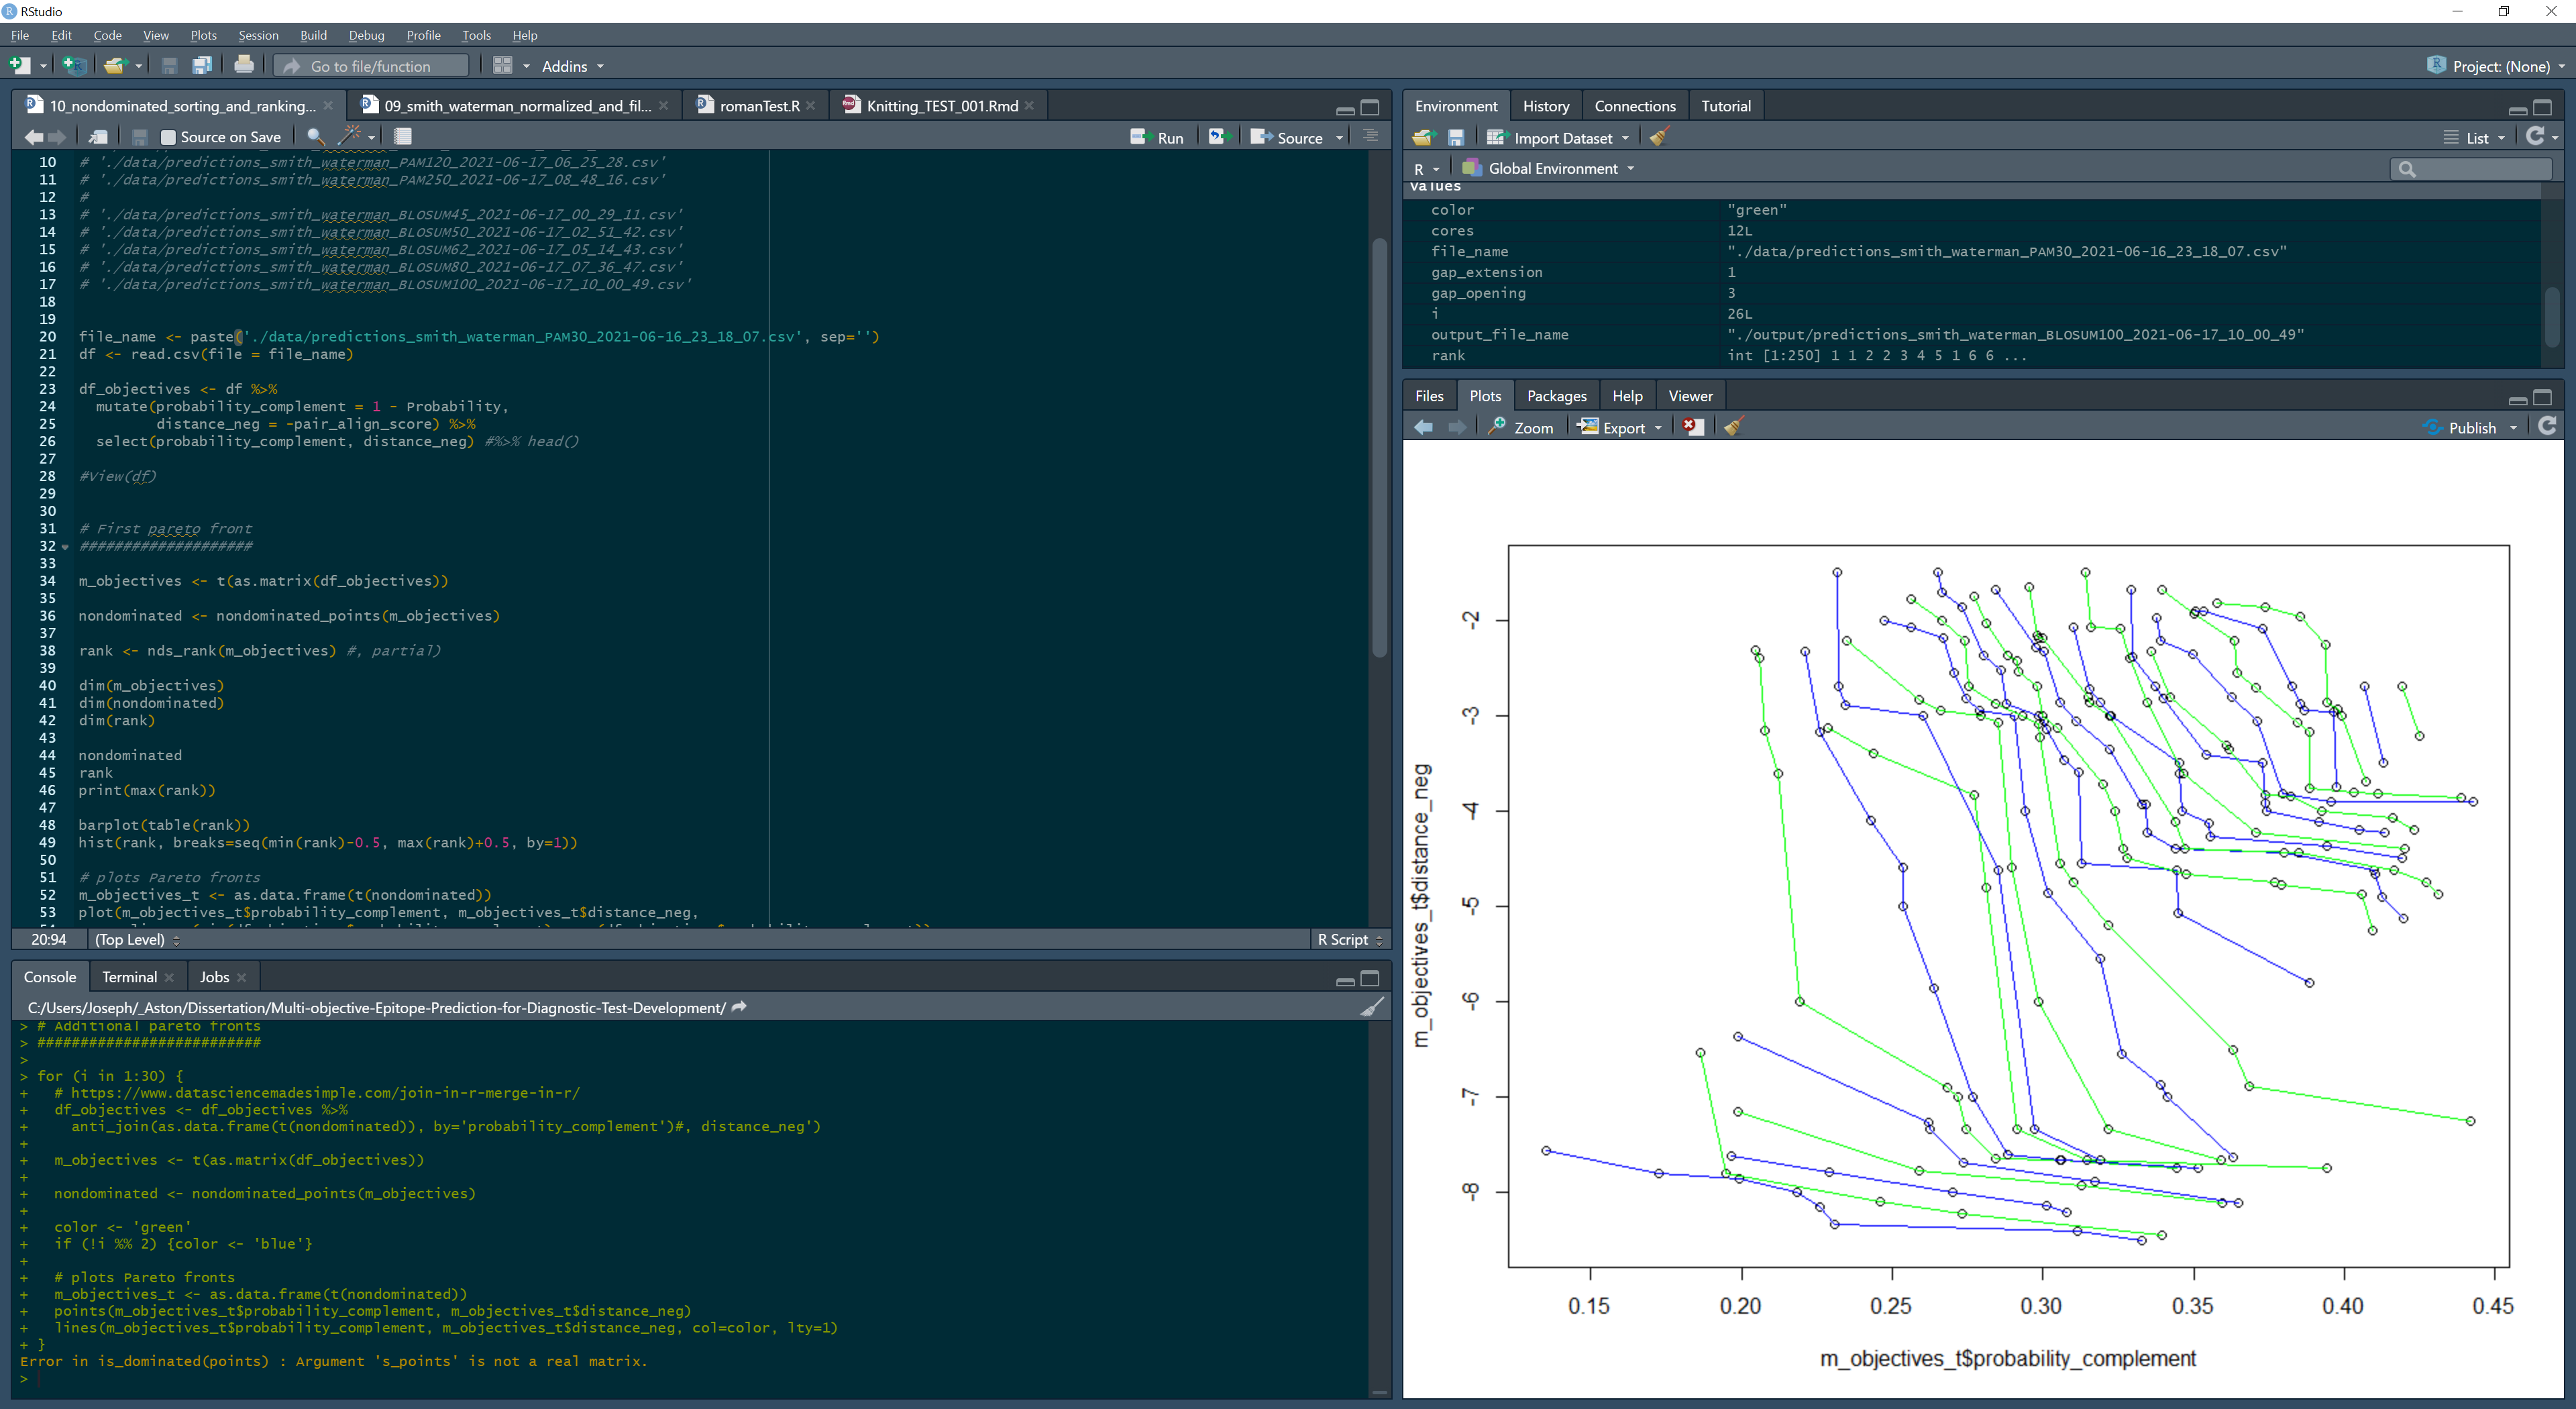 RStudio
File Edit Code View Plots Session Build Debug Profile Tools Help
Go to file/function Addins Project: (None)
10_nondominated_sorting_and_ranking... 09_smith_waterman_normalized_and_fil... romanTest.R Knitting_TEST_001.Rmd
Source on Save Run Source
10 # './data/predictions_smith_waterman_PAM120_2021-06-17_06_25_28.csv'
11 # './data/predictions_smith_waterman_PAM250_2021-06-17_08_48_16.csv'
12 #
13 # './data/predictions_smith_waterman_BLOSUM45_2021-06-17_00_29_11.csv'
14 # './data/predictions_smith_waterman_BLOSUM50_2021-06-17_02_51_42.csv'
15 # './data/predictions_smith_waterman_BLOSUM62_2021-06-17_05_14_43.csv'
16 # './data/predictions_smith_waterman_BLOSUM80_2021-06-17_07_36_47.csv'
17 # './data/predictions_smith_waterman_BLOSUM100_2021-06-17_10_00_49.csv'
18
19
20 file_name <- paste('./data/predictions_smith_waterman_PAM30_2021-06-16_23_18_07.csv', sep='')
21 df <- read.csv(file = file_name)
22
23 df_objectives <- df %>%
24 mutate(probability_complement = 1 - Probability,
25 distance_neg = -pair_align_score) %>%
26 select(probability_complement, distance_neg) #%>% head()
27
28 #View(df)
29
30
31 # First pareto front
32 ####################
33
34 m_objectives <- t(as.matrix(df_objectives))
35
36 nondominated <- nondominated_points(m_objectives)
37
38 rank <- nds_rank(m_objectives) #, partial)
39
40 dim(m_objectives)
41 dim(nondominated)
42 dim(rank)
43
44 nondominated
45 rank
46 print(max(rank))
47
48 barplot(table(rank))
49 hist(rank, breaks=seq(min(rank)-0.5, max(rank)+0.5, by=1))
50
51 # plots Pareto fronts
52 m_objectives_t <- as.data.frame(t(nondominated))
53 plot(m_objectives_t$probability_complement, m_objectives_t$distance_neg,
20:94 (Top Level) R Script
Console Terminal Jobs
C:/Users/Joseph/_Aston/Dissertation/Multi-objective-Epitope-Prediction-for-Diagnostic-Test-Development/
> # Additional pareto fronts
> ##########################
>
> for (i in 1:30) {
+ # https://www.datasciencemadesimple.com/join-in-r-merge-in-r/
+ df_objectives <- df_objectives %>%
+ anti_join(as.data.frame(t(nondominated)), by='probability_complement')#, distance_neg')
+
+ m_objectives <- t(as.matrix(df_objectives))
+
+ nondominated <- nondominated_points(m_objectives)
+
+ color <- 'green'
+ if (!i %% 2) {color <- 'blue'}
+
+ # plots Pareto fronts
+ m_objectives_t <- as.data.frame(t(nondominated))
+ points(m_objectives_t$probability_complement, m_objectives_t$distance_neg)
+ lines(m_objectives_t$probability_complement, m_objectives_t$distance_neg, col=color, lty=1)
+ }
Error in is_dominated(points) : Argument 's_points' is not a real matrix.
>
Environment History Connections Tutorial
Import Dataset List
R Global Environment
Values
color "green"
cores 12L
file_name "./data/predictions_smith_waterman_PAM30_2021-06-16_23_18_07.csv"
gap_extension 1
gap_opening 3
i 26L
output_file_name "./output/predictions_smith_waterman_BLOSUM100_2021-06-17_10_00_49"
rank int [1:250] 1 1 2 2 3 4 5 1 6 6 ...
Files Plots Packages Help Viewer
Zoom Export Publish
m_objectives_t$distance_neg
-2
-3
-4
-5
-6
-7
-8
0.15 0.20 0.25 0.30 0.35 0.40 0.45
m_objectives_t$probability_complement